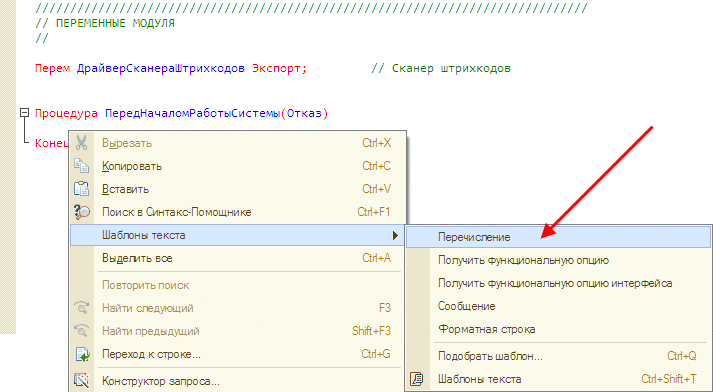 ////////////////////////////////////////////////////////////////////////////////
// ПЕРЕМЕННЫЕ МОДУЛЯ
//
Перем ДрайверСканераШтрихкодов Экспорт; // Сканер штрихкодов
Процедура ПередНачаломРаботыСистемы(Отказ)
Конец
Вырезать Ctrl+X
Копировать Ctrl+C
Вставить Ctrl+V
Поиск в Синтакс-Помощнике Ctrl+F1
Шаблоны текста
Выделить все Ctrl+A
Повторить поиск
Найти следующий F3
Найти предыдущий Shift+F3
Переход к строке... Ctrl+G
Конструктор запроса...
Перечисление
Получить функциональную опцию
Получить функциональную опцию интерфейса
Сообщение
Форматная строка
Подобрать шаблон... Ctrl+Q
Шаблоны текста Ctrl+Shift+T